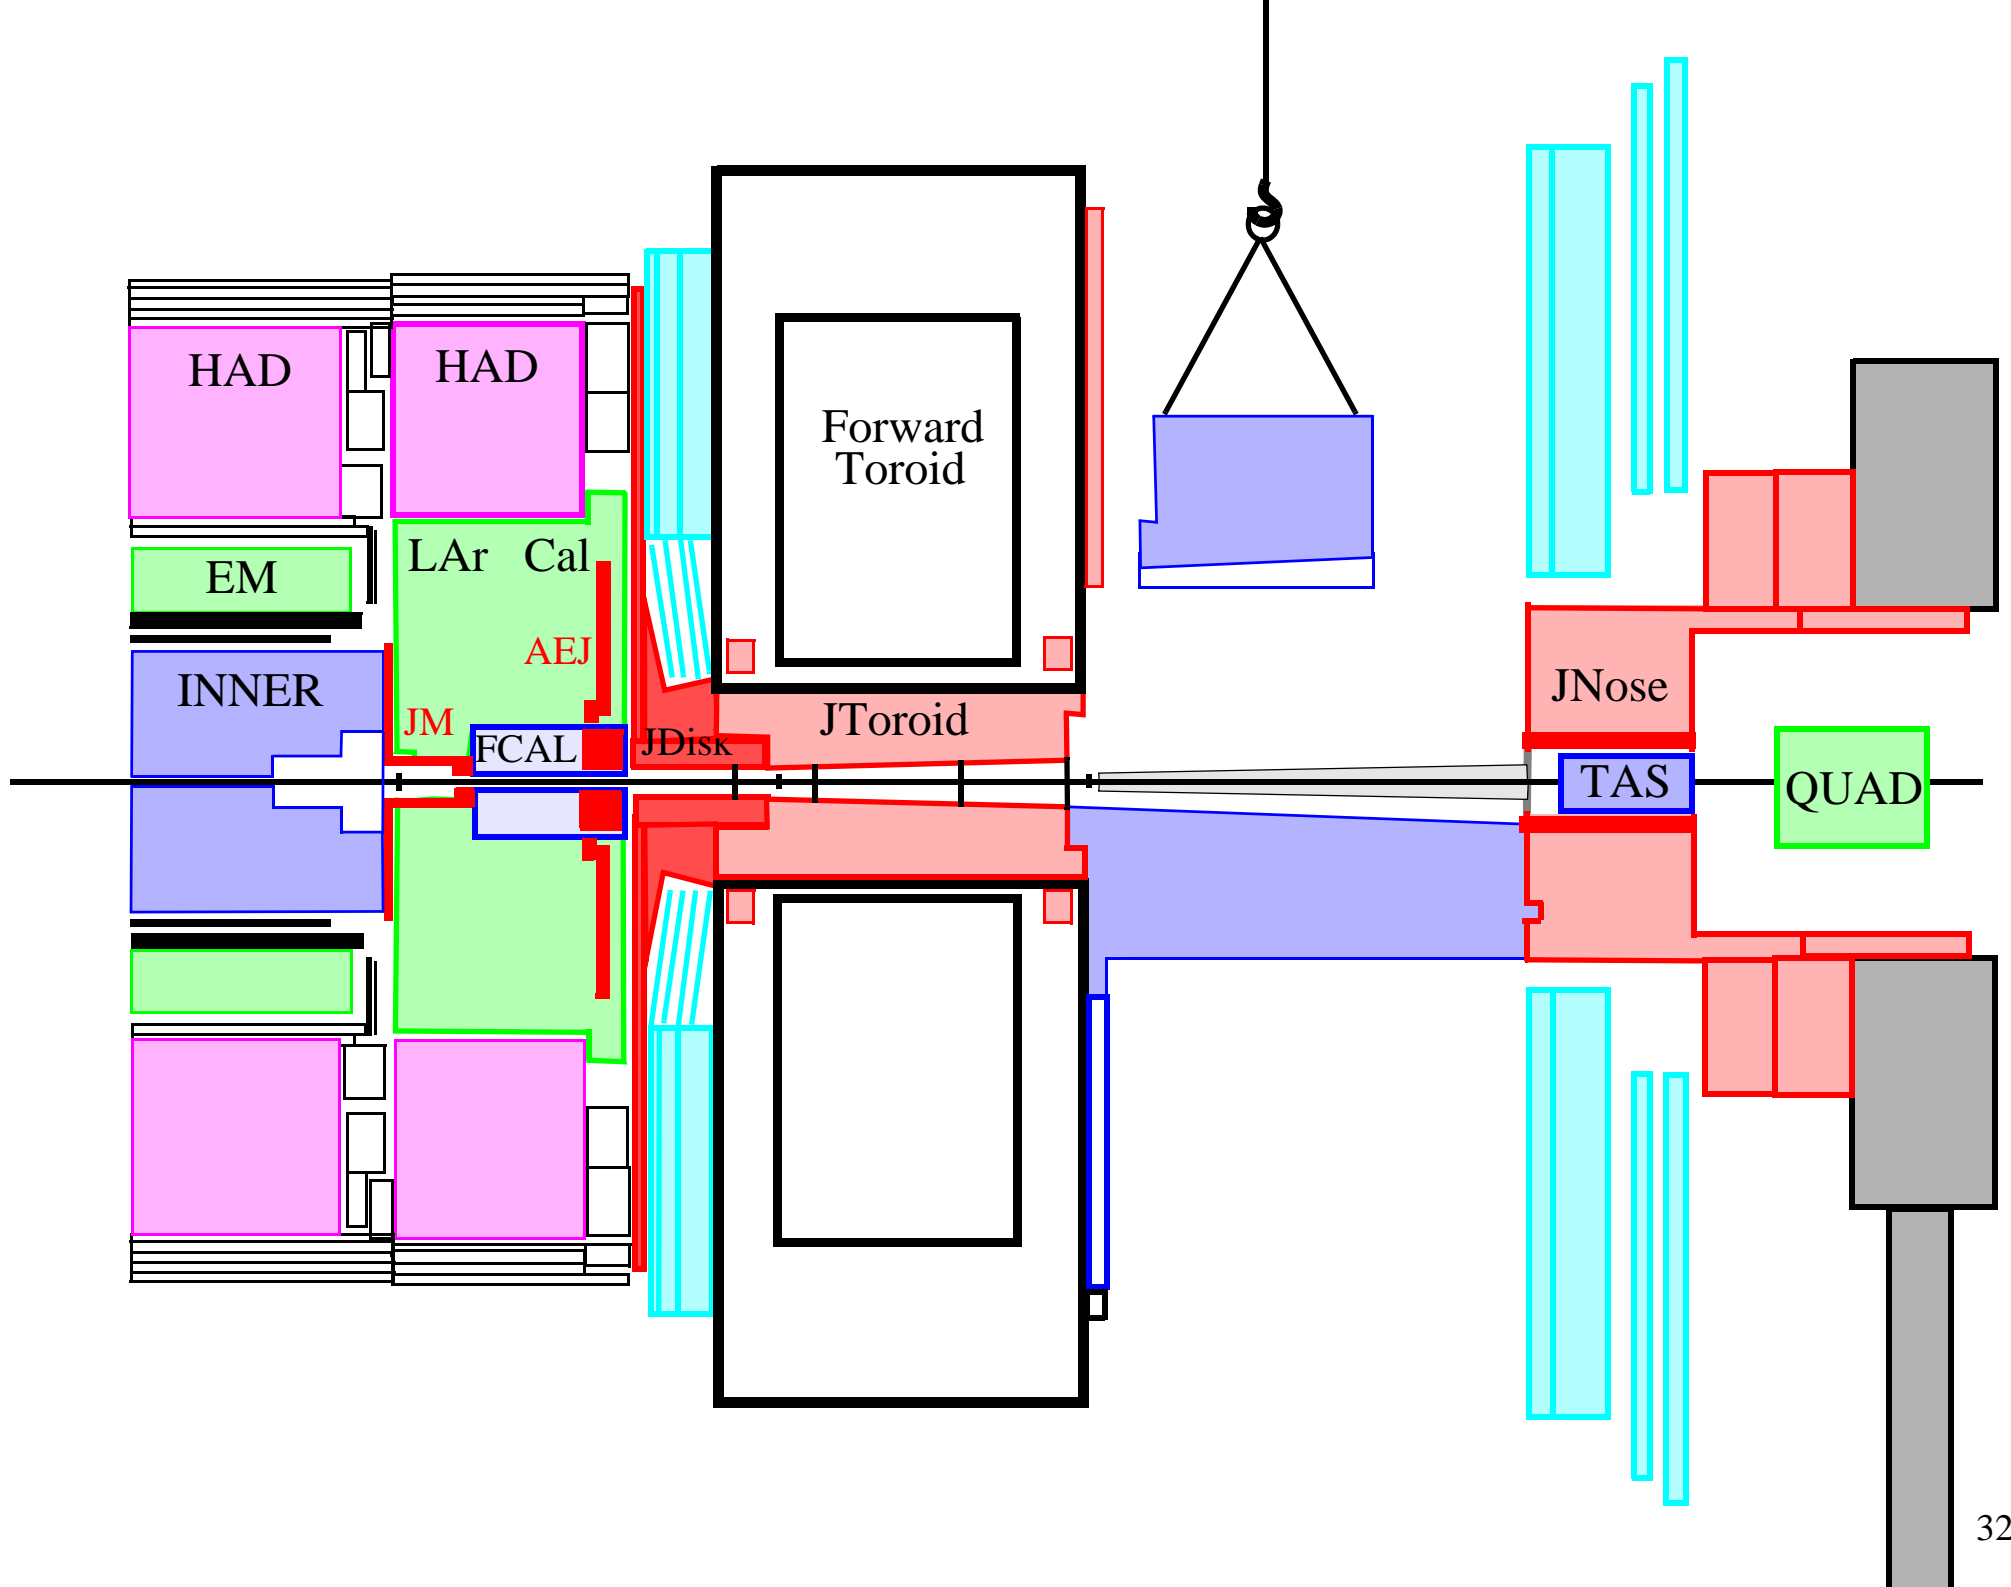 HAD
HAD
Forward
Toroid
LAr Cal
EM
AEJ
INNER
JM
FCAL
JDisk
JToroid
JNose
TAS
QUAD
32